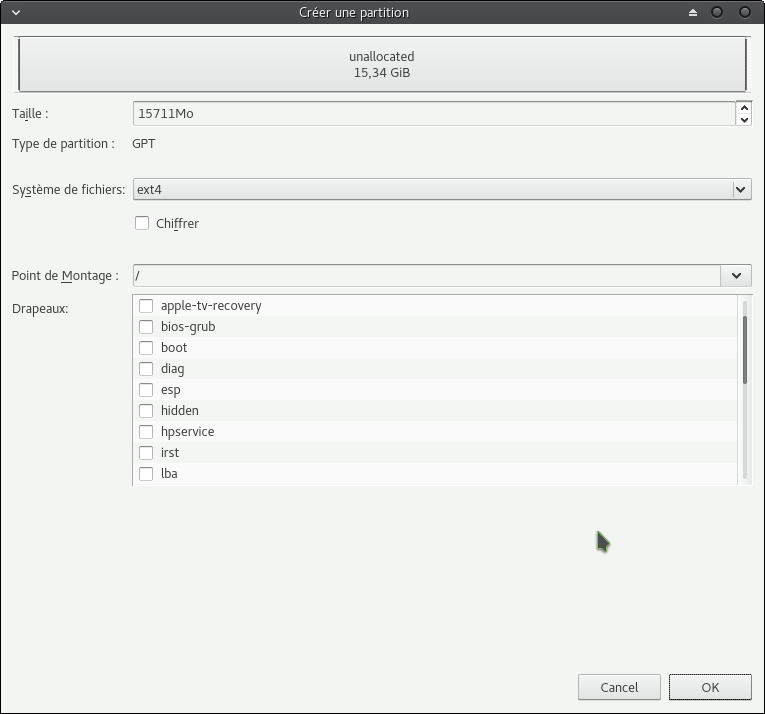 Créer une partition
unallocated
15,34 GiB
Taille :
15711Mo
Type de partition :
GPT
Système de fichiers:
ext4
Chiffrer
Point de Montage :
/
Drapeaux:
apple-tv-recovery
bios-grub
boot
diag
esp
hidden
hpservice
irst
lba
Cancel
OK